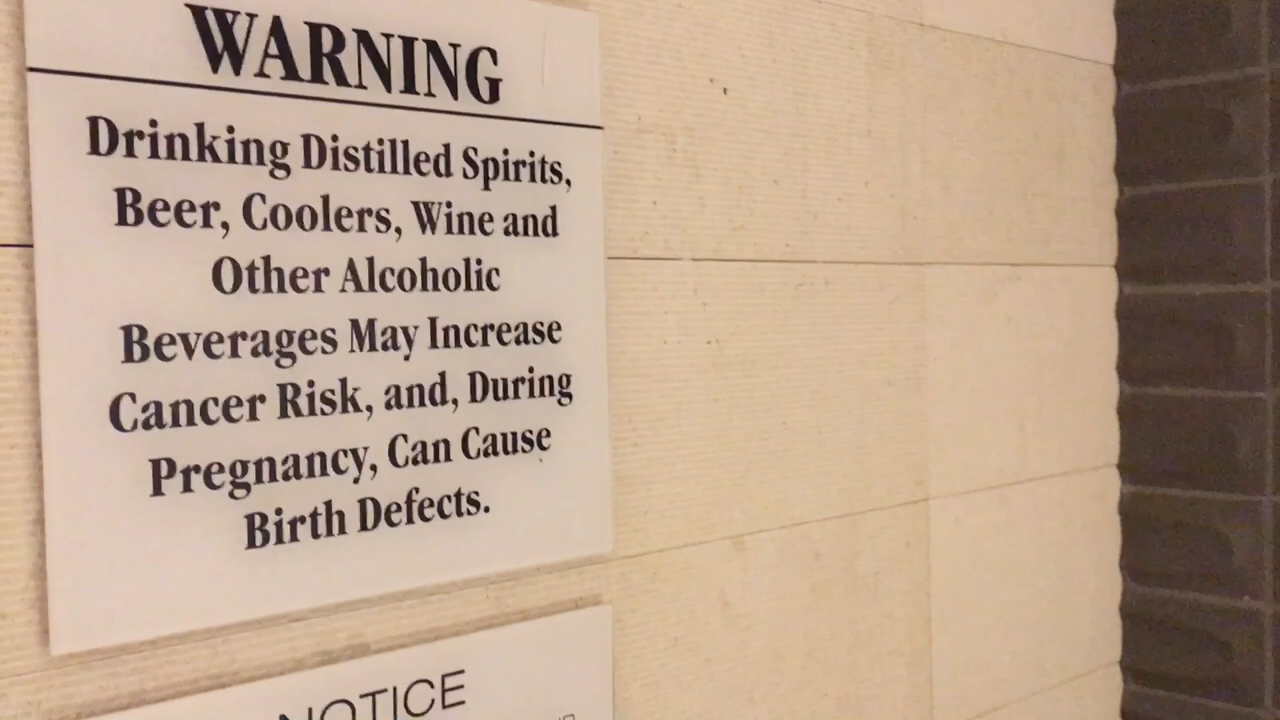 WARNING
Drinking Distilled Spirits,
Beer, Coolers, Wine and
Other Alcoholic
Beverages May Increase
Cancer Risk, and, During
Pregnancy, Can Cause
Birth Defects.
NOTICE